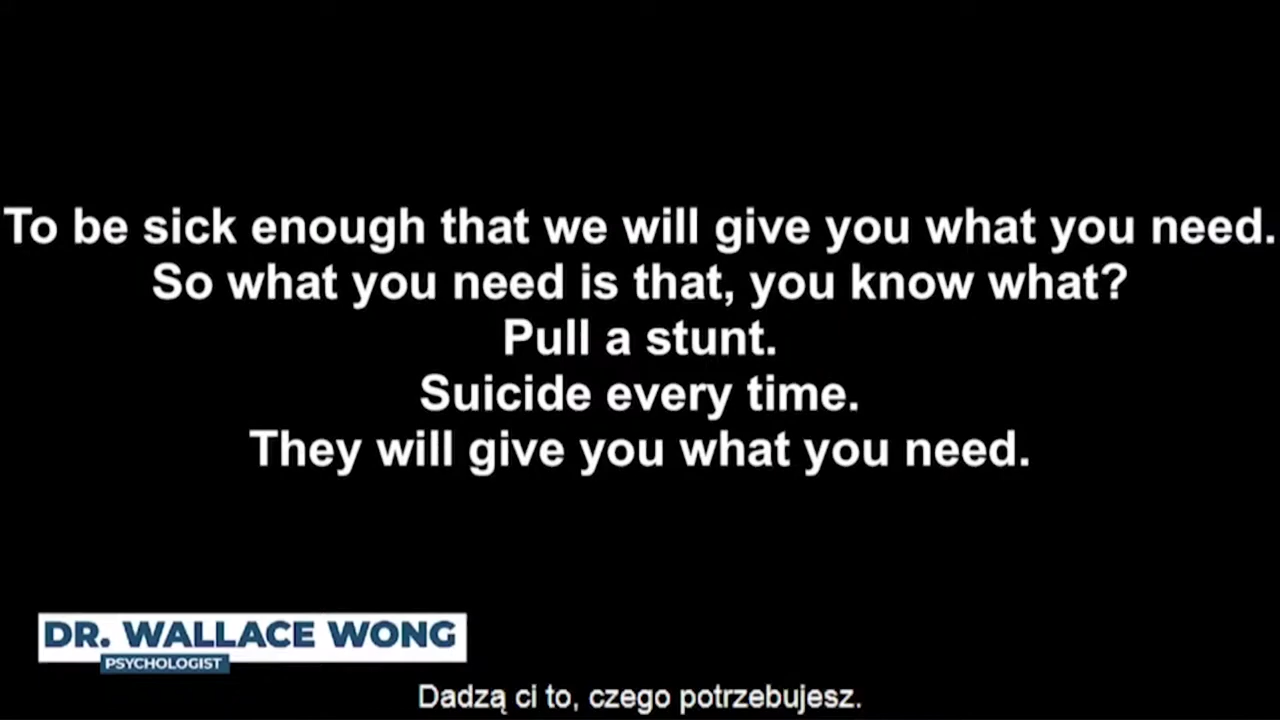 To be sick enough that we will give you what you need.
So what you need is that, you know what?
Pull a stunt.
Suicide every time.
They will give you what you need.
DR. WALLACE WONG
PSYCHOLOGIST
Dadzą ci to, czego potrzebujesz.